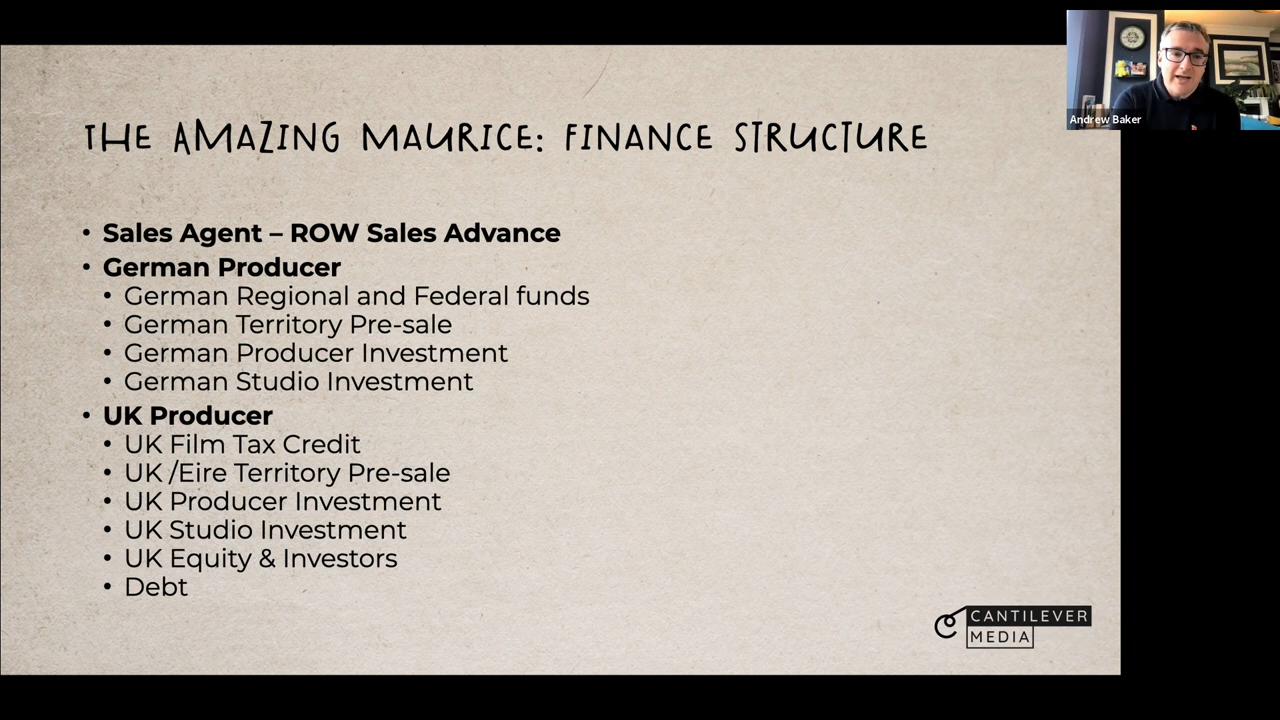 THE AMAZING MAURICE: FINANCE STRUCTURE
• Sales Agent – ROW Sales Advance
• German Producer
• German Regional and Federal funds
• German Territory Pre-sale
• German Producer Investment
• German Studio Investment
• UK Producer
• UK Film Tax Credit
• UK /Eire Territory Pre-sale
• UK Producer Investment
• UK Studio Investment
• UK Equity & Investors
• Debt
CANTILEVER
MEDIA
Andrew Baker